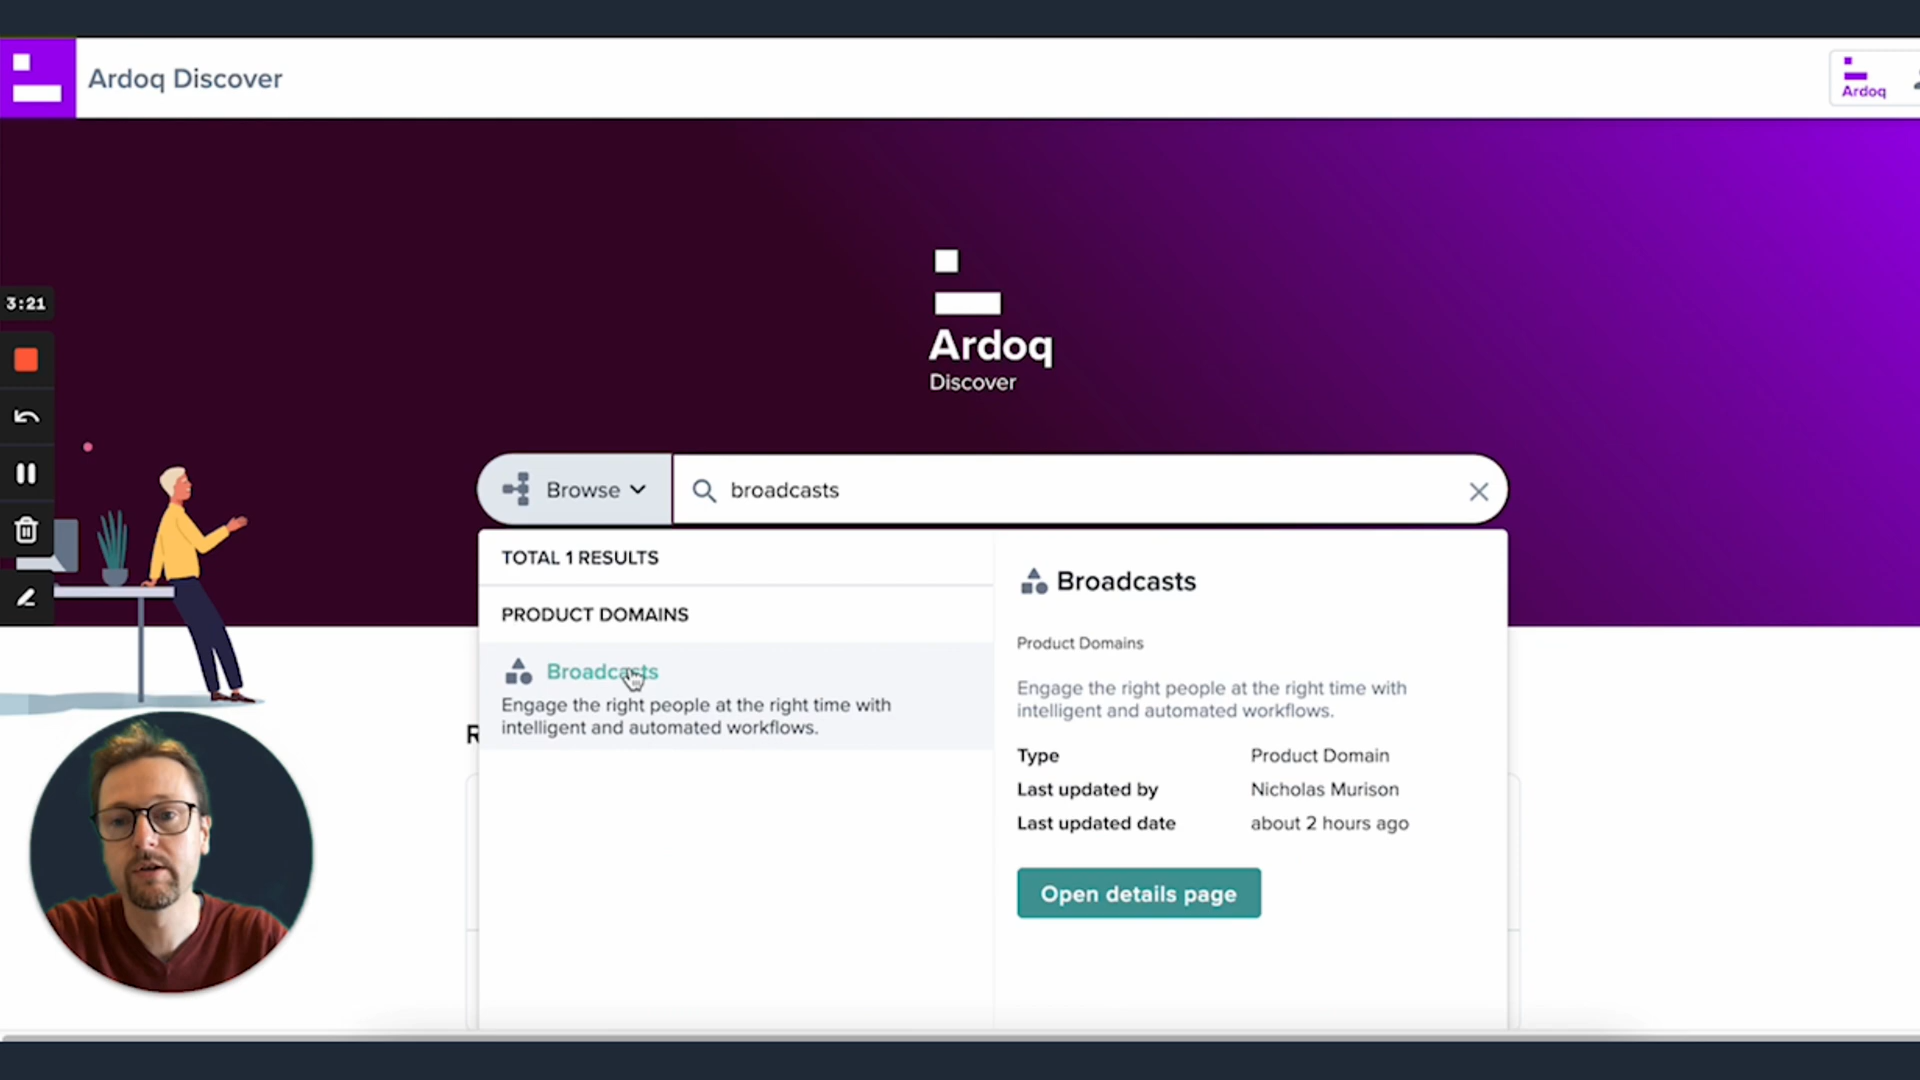 Ardoq Discover
Ardoq
3:21
Ardoq
Discover
Browse
broadcasts
TOTAL 1 RESULTS
PRODUCT DOMAINS
Broadcasts
Engage the right people at the right time with
intelligent and automated workflows.
R
Broadcasts
Product Domains
Engage the right people at the right time with
intelligent and automated workflows.
Type Product Domain
Last updated by Nicholas Murison
Last updated date about 2 hours ago
Open details page